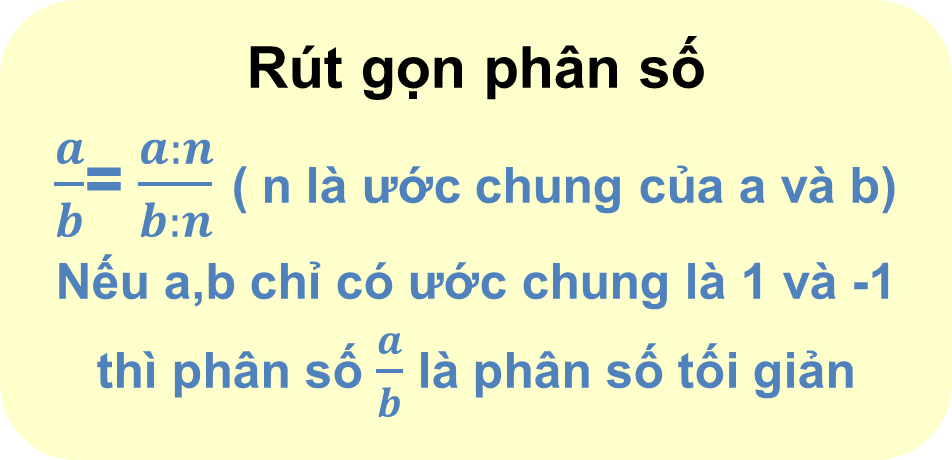 Rút gọn phân số
a/b = a:n/b:n ( n là ước chung của a và b)
Nếu a,b chỉ có ước chung là 1 và -1
thì phân số a/b là phân số tối giản